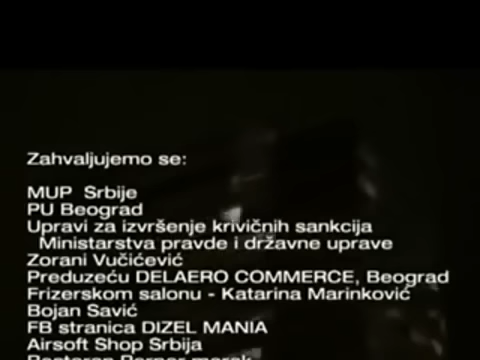 Zahvaljujemo se:
MUP Srbije
PU Beograd
Upravi za izvršenje krivičnih sankcija
Ministarstva pravde i državne uprave
Zorani Vučićević
Preduzeću DELAERO COMMERCE, Beograd
Frizerskom salonu - Katarina Marinković
Bojan Savić
FB stranica DIZEL MANIA
Airsoft Shop Srbija